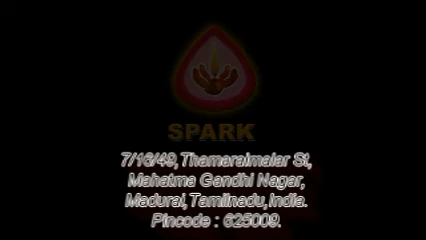 SPARK
7/16/49,Thamaraimalar St,
Mahatma Gandhi Nagar,
Madurai,Tamilnadu,India.
Pincode : 625009.